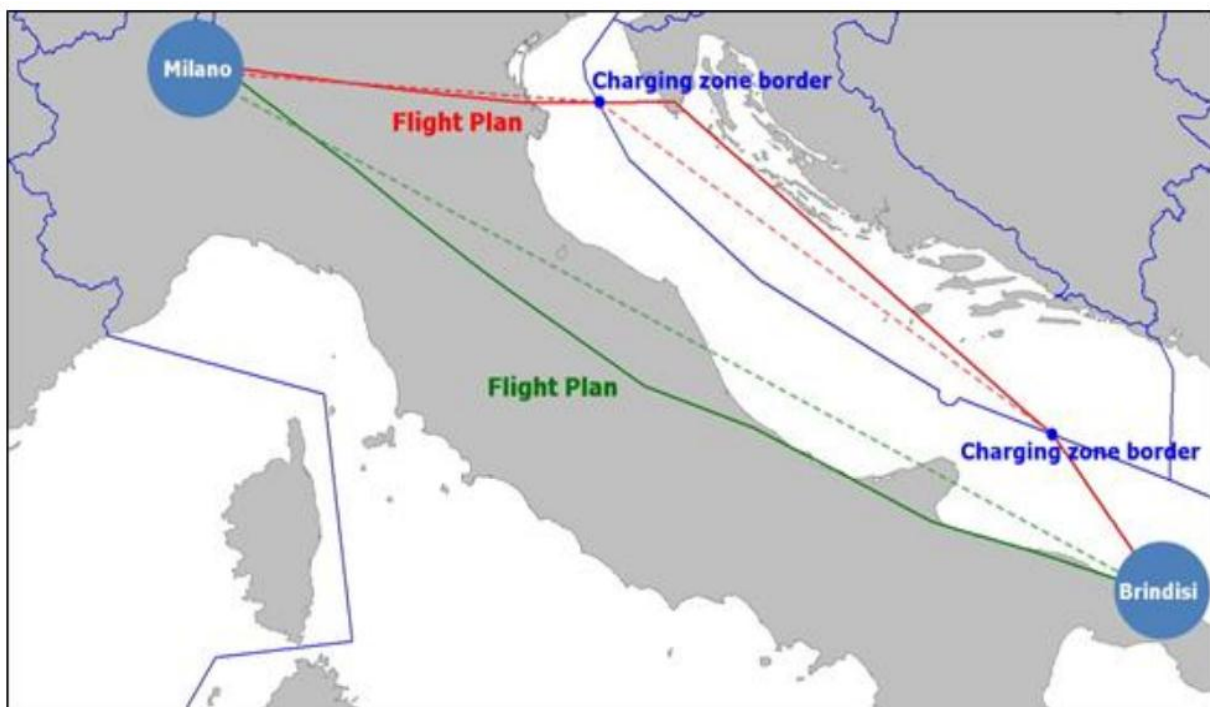 Milano
Charging zone border
Flight Plan
Flight Plan
Charging zone border
Brindisi